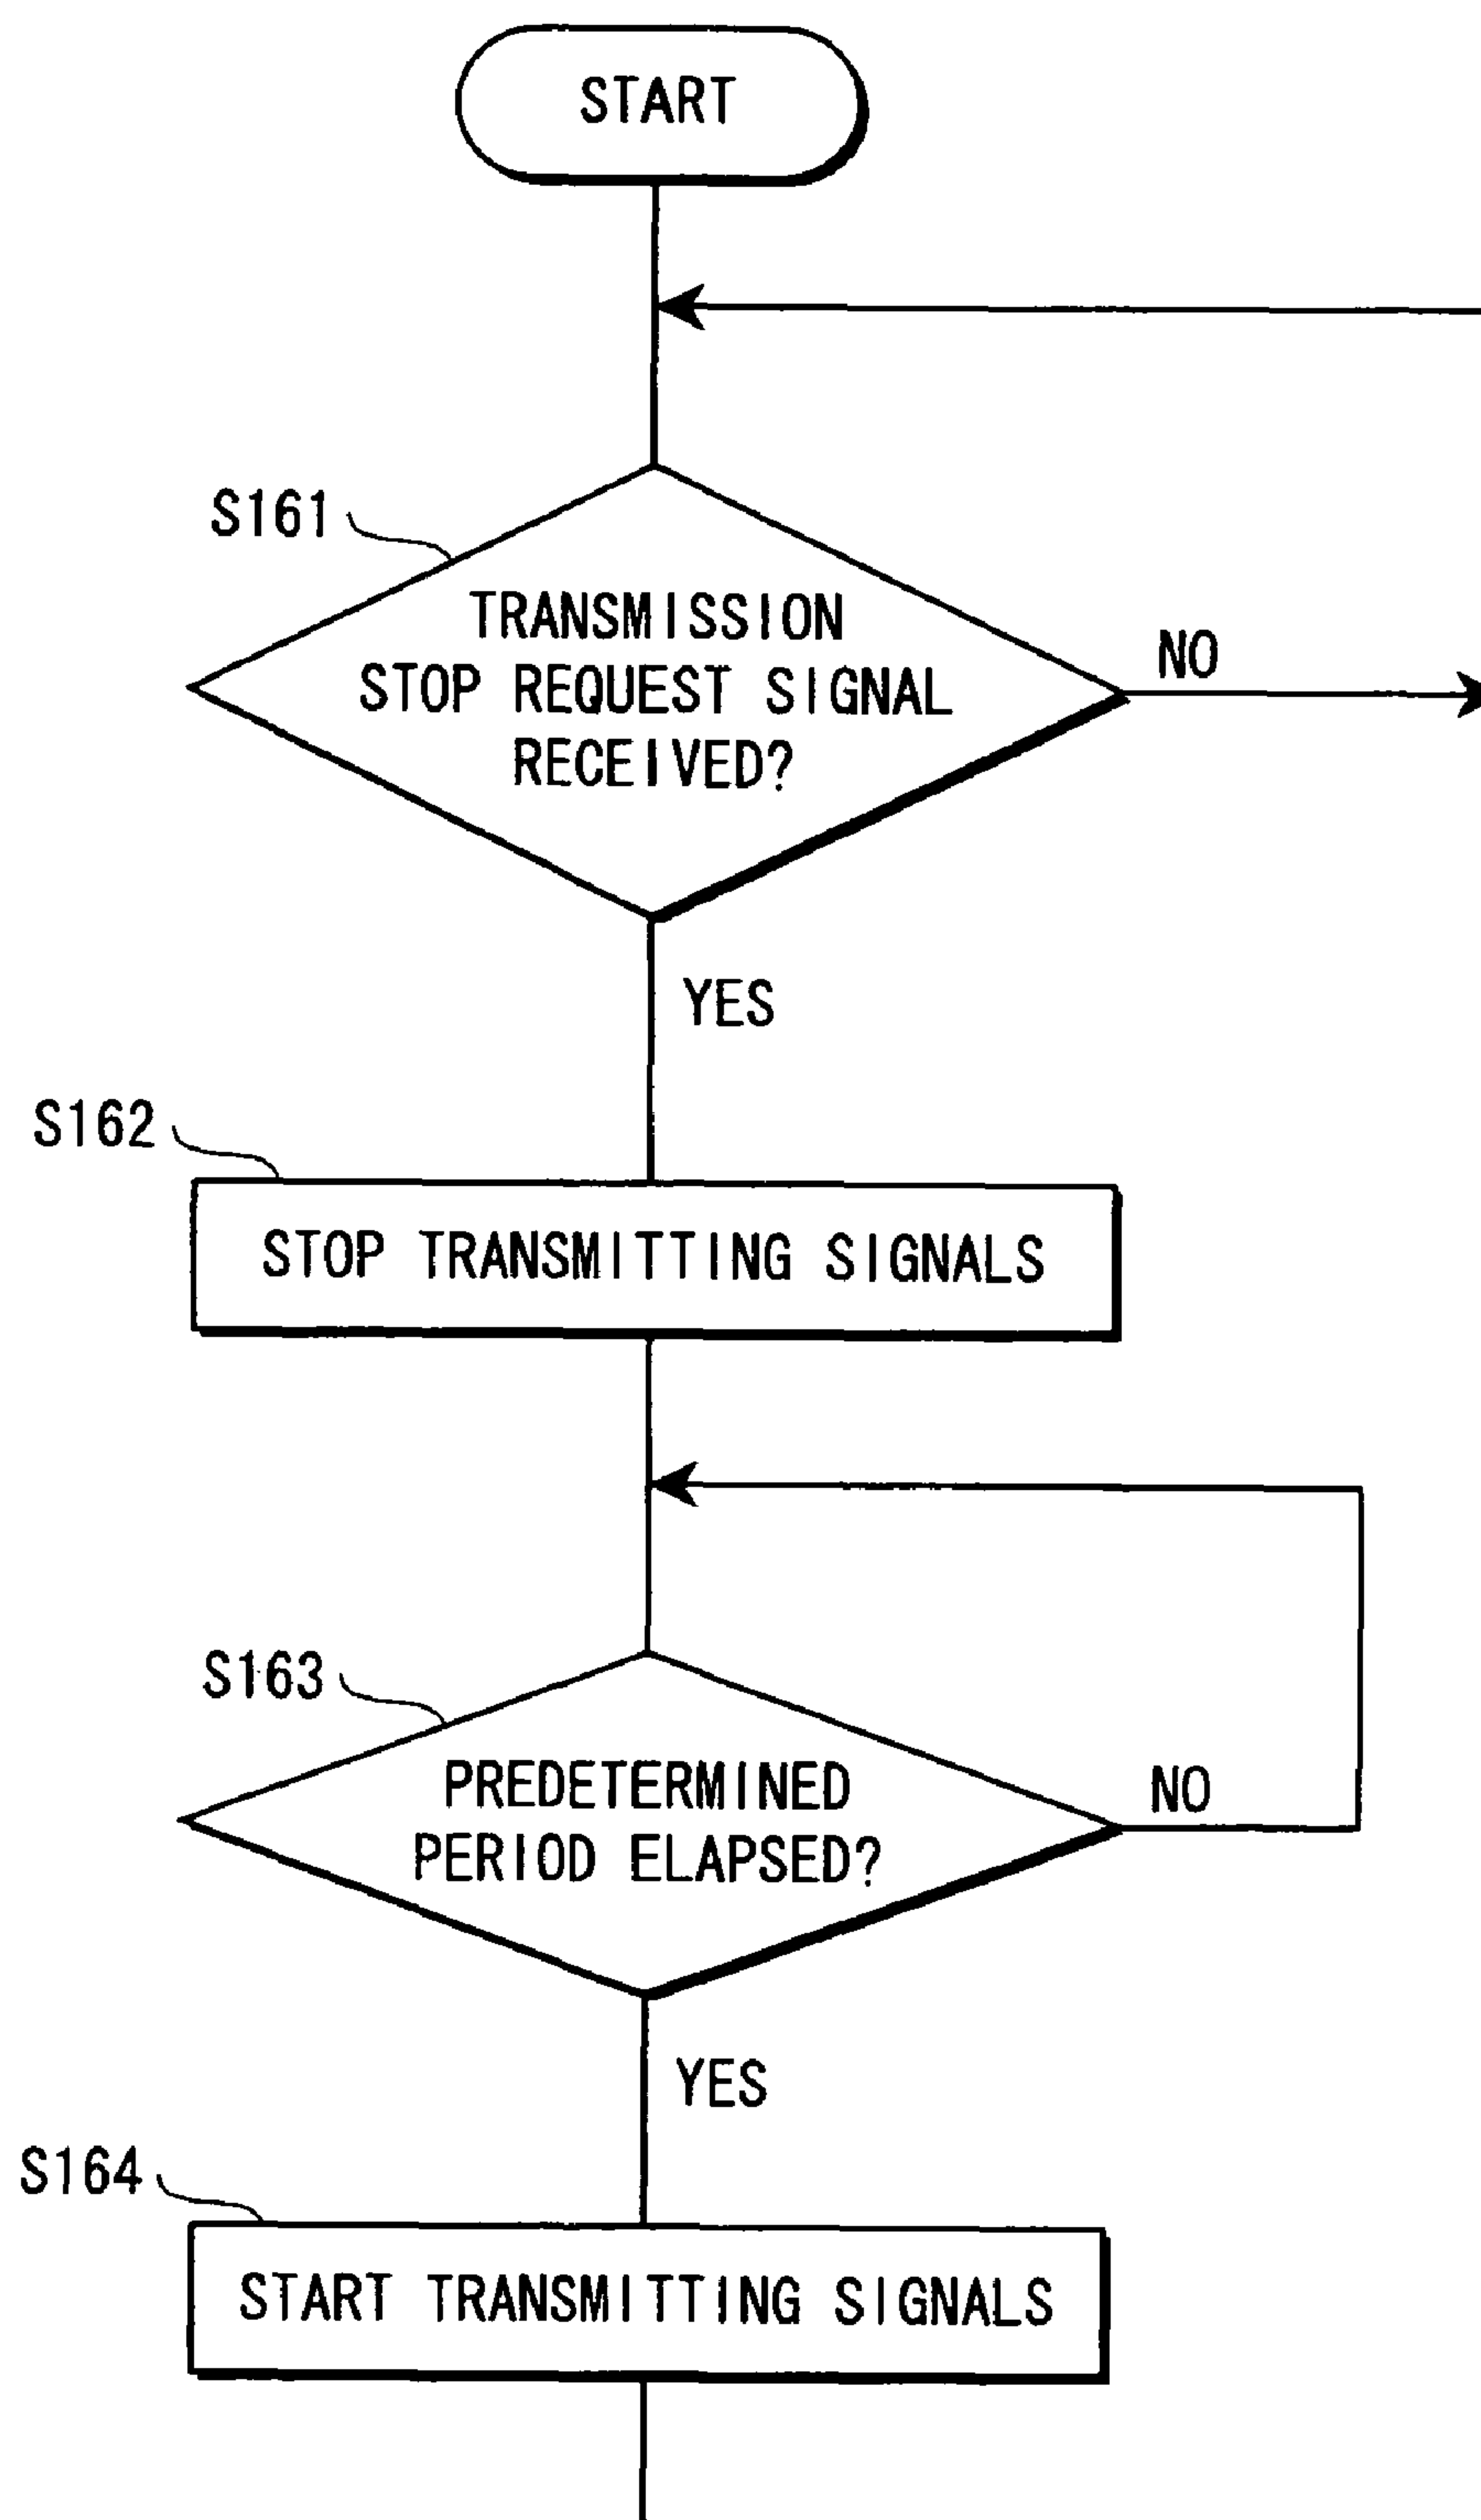 START
S161
TRANSMISSION
STOP REQUEST SIGNAL
RECEIVED?
NO
YES
S162
STOP TRANSMITTING SIGNALS
S163
PREDETERMINED
PERIOD ELAPSED?
NO
YES
S164
START TRANSMITTING SIGNALS